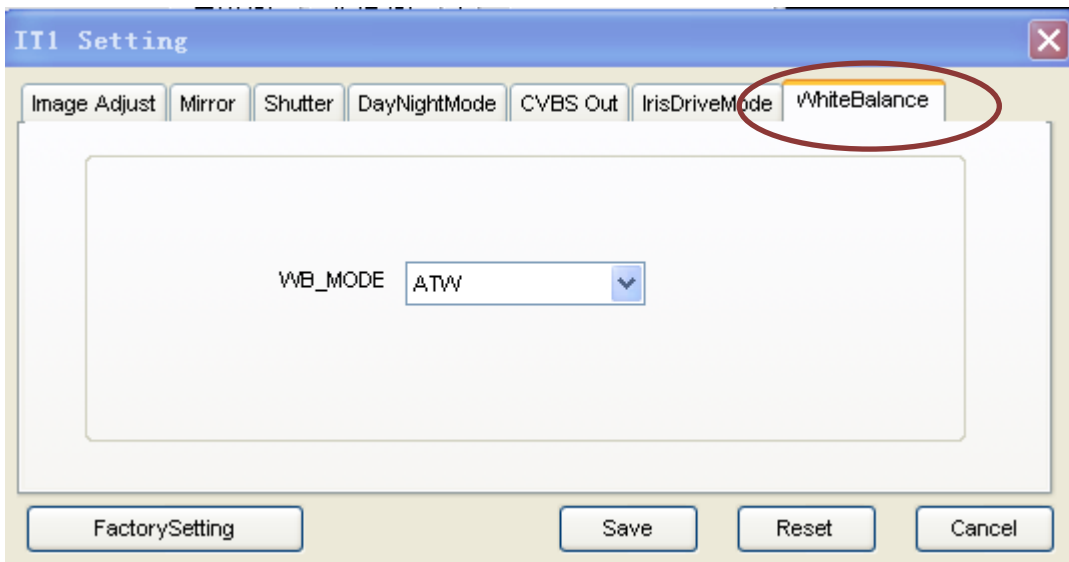 IT1 Setting
Image Adjust Mirror Shutter DayNightMode CVBS Out IrisDriveMode WhiteBalance
WB_MODE ATW
FactorySetting Save Reset Cancel